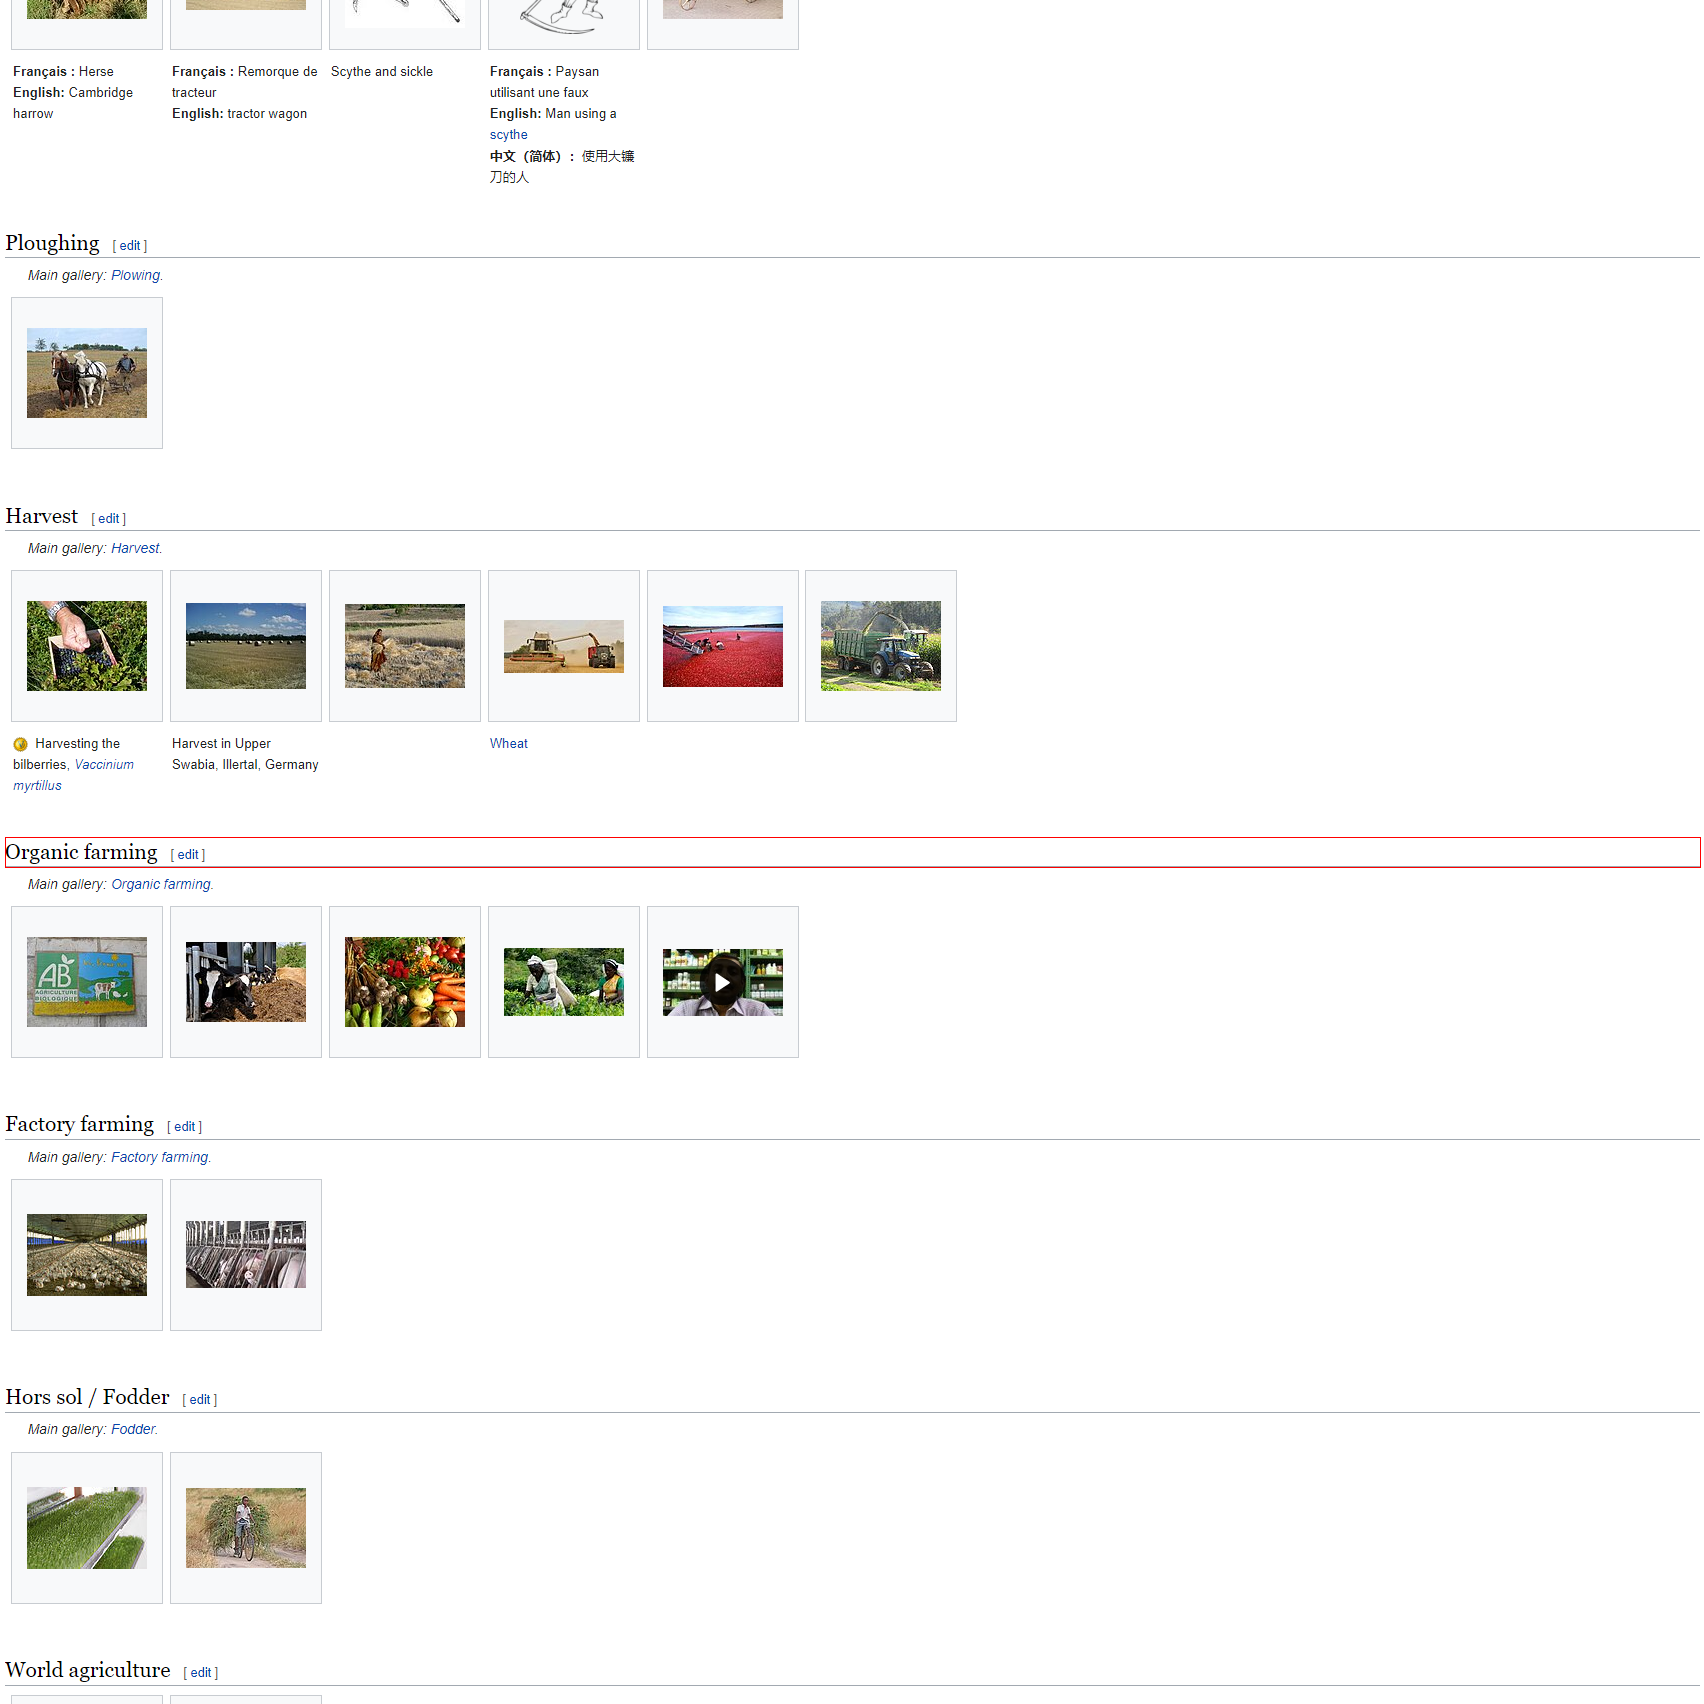 Français : Herse
English: Cambridge
harrow
Français : Remorque de
tracteur
English: tractor wagon
Scythe and sickle
Français : Paysan
utilisant une faux
English: Man using a
scythe
中文（简体）: 使用大镰
刀的人
Ploughing [ edit ]
Main gallery: Plowing.
Harvest [ edit ]
Main gallery: Harvest.
Harvesting the
bilberries, Vaccinium
myrtillus
Harvest in Upper
Swabia, Illertal, Germany
Wheat
Organic farming [ edit ]
Main gallery: Organic farming.
AB
AGRICULTURE
BIOLOGIQUE
Factory farming [ edit ]
Main gallery: Factory farming.
Hors sol / Fodder [ edit ]
Main gallery: Fodder.
World agriculture [ edit ]